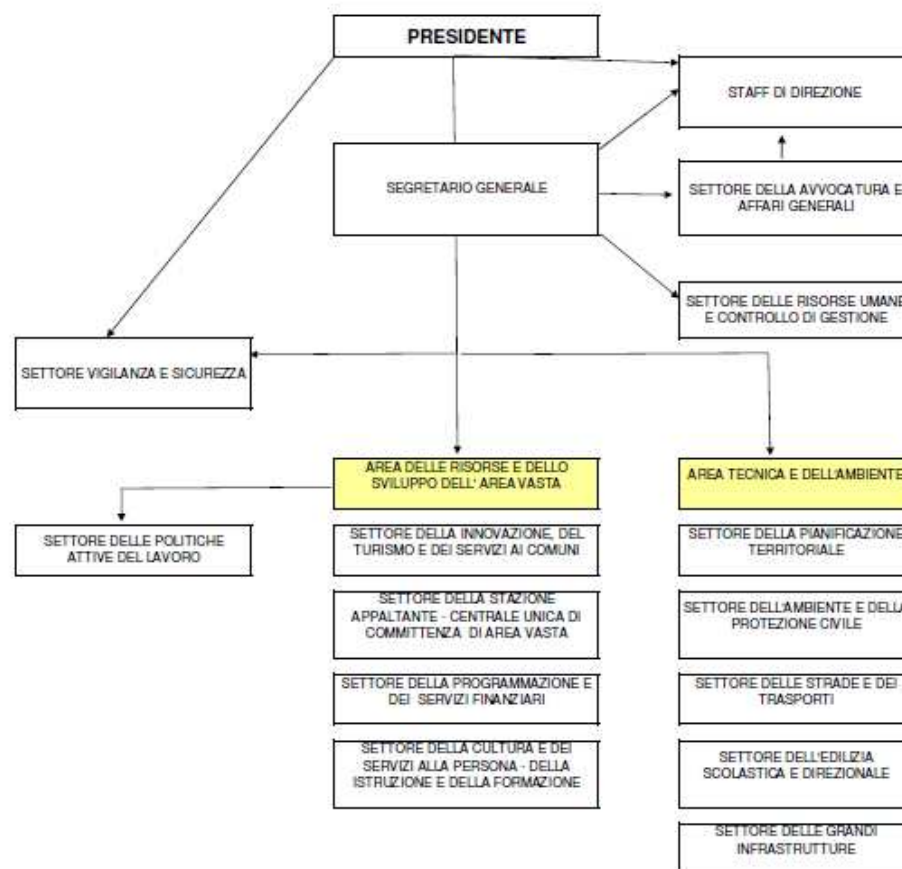 PRESIDENTE
STAFF DI DIREZIONE
SEGRETARIO GENERALE
SETTORE DELLA AVVOCATURA E
AFFARI GENERALI
SETTORE DELLE RISORSE UMANE
E CONTROLLO DI GESTIONE
SETTORE VIGILANZA E SICUREZZA
AREA DELLE RISORSE E DELLO
SVILUPPO DELL' AREA VASTA
AREA TECNICA E DELL'AMBIENTE
SETTORE DELLE POLITICHE
ATTIVE DEL LAVORO
SETTORE DELLA INNOVAZIONE, DEL
TURISMO E DEI SERVIZI AI COMUNI
SETTORE DELLA PIANIFICAZIONE
TERRITORIALE
SETTORE DELLA STAZIONE
APPALTANTE - CENTRALE UNICA DI
COMMITTENZA DI AREA VASTA
SETTORE DELL'AMBIENTE E DELLA
PROTEZIONE CIVILE
SETTORE DELLA PROGRAMMAZIONE E
DEI SERVIZI FINANZIARI
SETTORE DELLE STRADE E DEI
TRASPORTI
SETTORE DELLA CULTURA E DEI
SERVIZI ALLA PERSONA - DELLA
ISTRUZIONE E DELLA FORMAZIONE
SETTORE DELL'EDILIZIA
SCOLASTICA E DIREZIONALE
SETTORE DELLE GRANDI
INFRASTRUTTURE